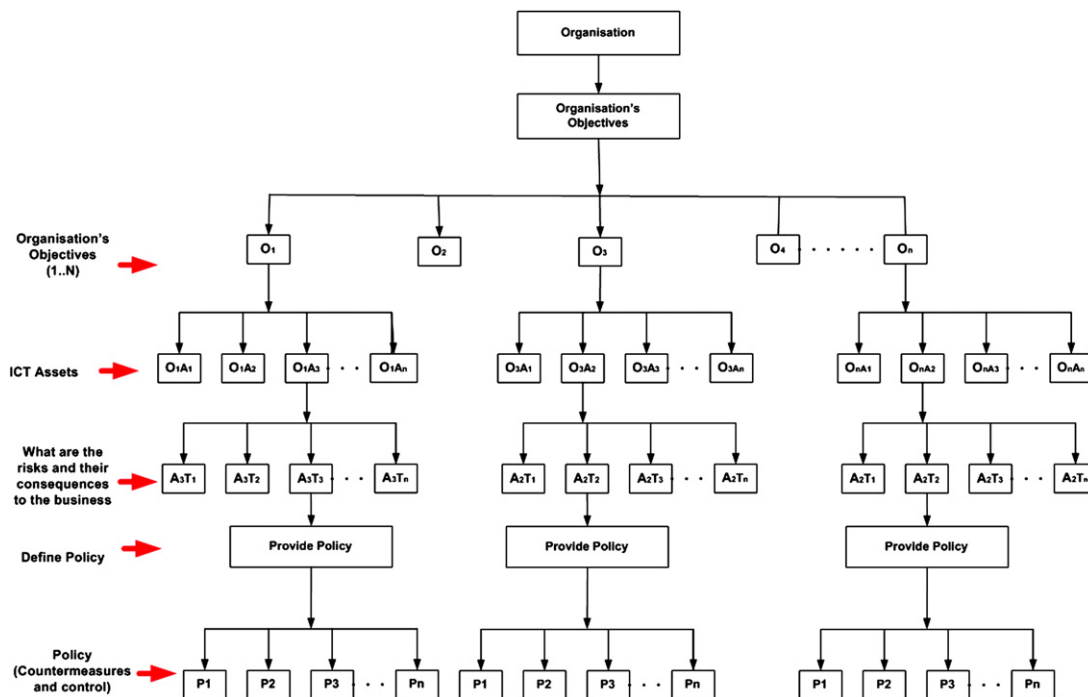 Organisation
Organisation's
Objectives
Organisation's
Objectives
(1..N)
O1
O2
O3
O4 . . . . . . . On
ICT Assets
O1A1
O1A2
O1A3 . . . O1An
O3A1
O3A2
O3A3 . . . O3An
OnA1
OnA2
OnA3 . . . OnAn
What are the
risks and their
consequences
to the business
A3T1
A3T2
A3T3 . . . A3Tn
A2T1
A2T2
A2T3 . . . A2Tn
A2T1
A2T2
A2T3 . . . A2Tn
Define Policy
Provide Policy
Provide Policy
Provide Policy
Policy
(Countermeasures
and control)
P1
P2
P3 . . . Pn
P1
P2
P3 . . . Pn
P1
P2
P3 . . . Pn